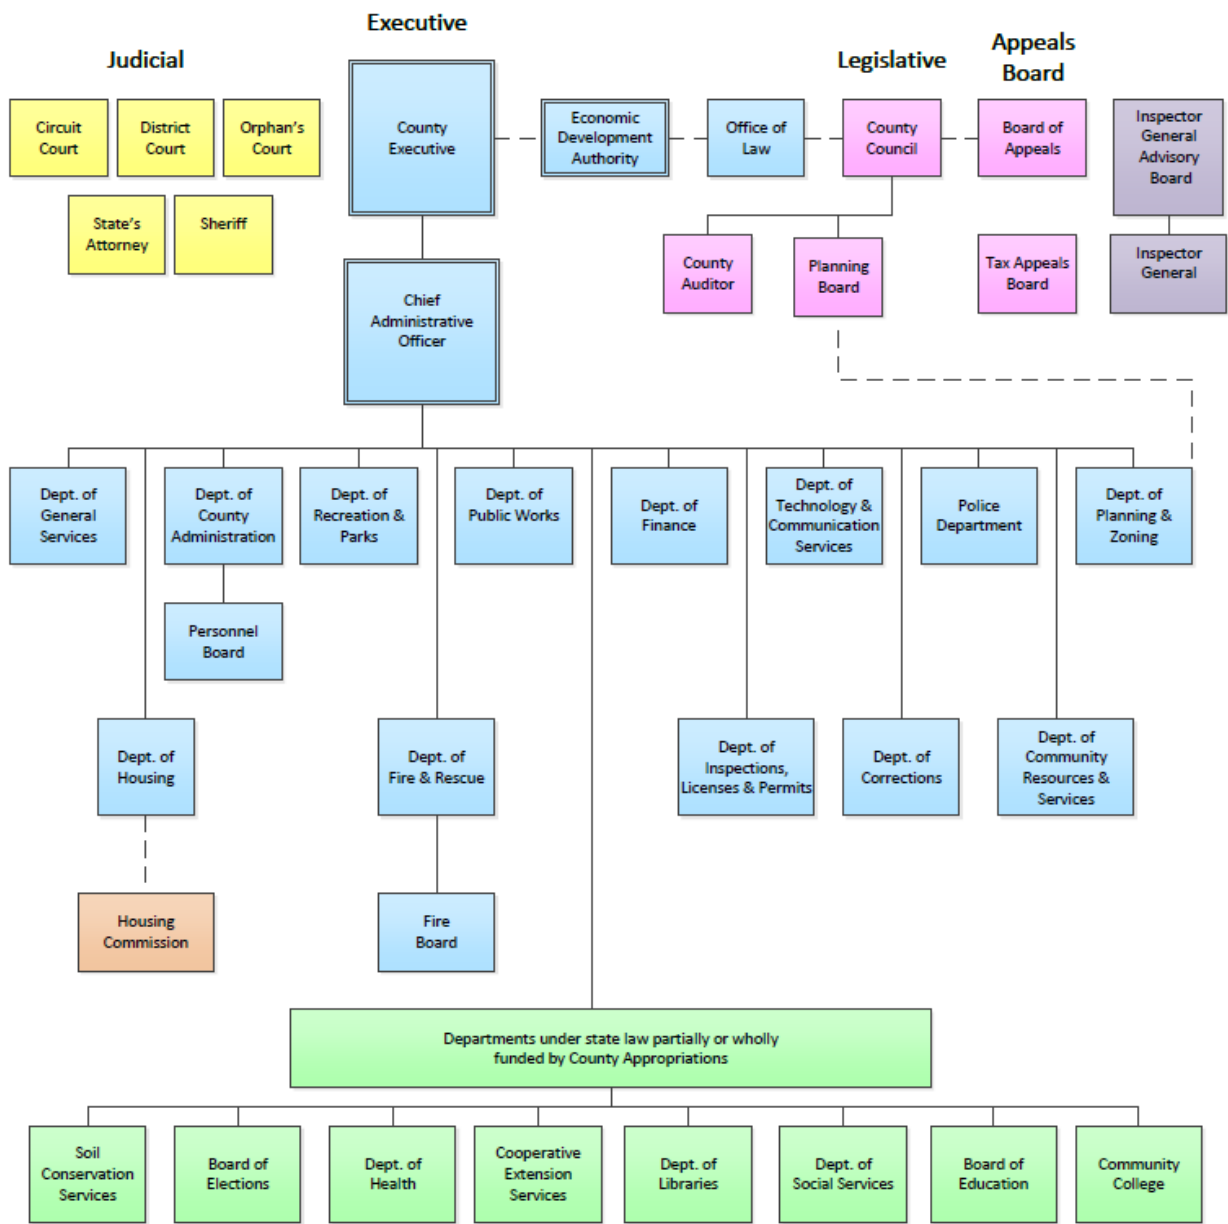 Executive
Judicial
Legislative
Appeals
Board
Circuit
Court
District
Court
Orphan's
Court
State's
Attorney
Sheriff
County
Executive
Economic
Development
Authority
Office of
Law
County
Council
Board of
Appeals
Inspector
General
Advisory
Board
County
Auditor
Planning
Board
Tax Appeals
Board
Inspector
General
Chief
Administrative
Officer
Dept. of
General
Services
Dept. of
County
Administration
Dept. of
Recreation &
Parks
Dept. of
Public Works
Dept. of
Finance
Dept. of
Technology &
Communication
Services
Police
Department
Dept. of
Planning &
Zoning
Personnel
Board
Dept. of
Housing
Dept. of
Fire & Rescue
Dept. of
Inspections,
Licenses & Permits
Dept. of
Corrections
Dept. of
Community
Resources &
Services
Housing
Commission
Fire
Board
Departments under state law partially or wholly
funded by County Appropriations
Soil
Conservation
Services
Board of
Elections
Dept. of
Health
Cooperative
Extension
Services
Dept. of
Libraries
Dept. of
Social Services
Board of
Education
Community
College